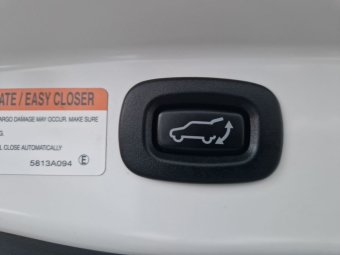 ATE / EASY CLOSER
ARGO DAMAGE MAY OCCUR. MAKE SURE
G.
L CLOSE AUTOMATICALLY
5813A094 E